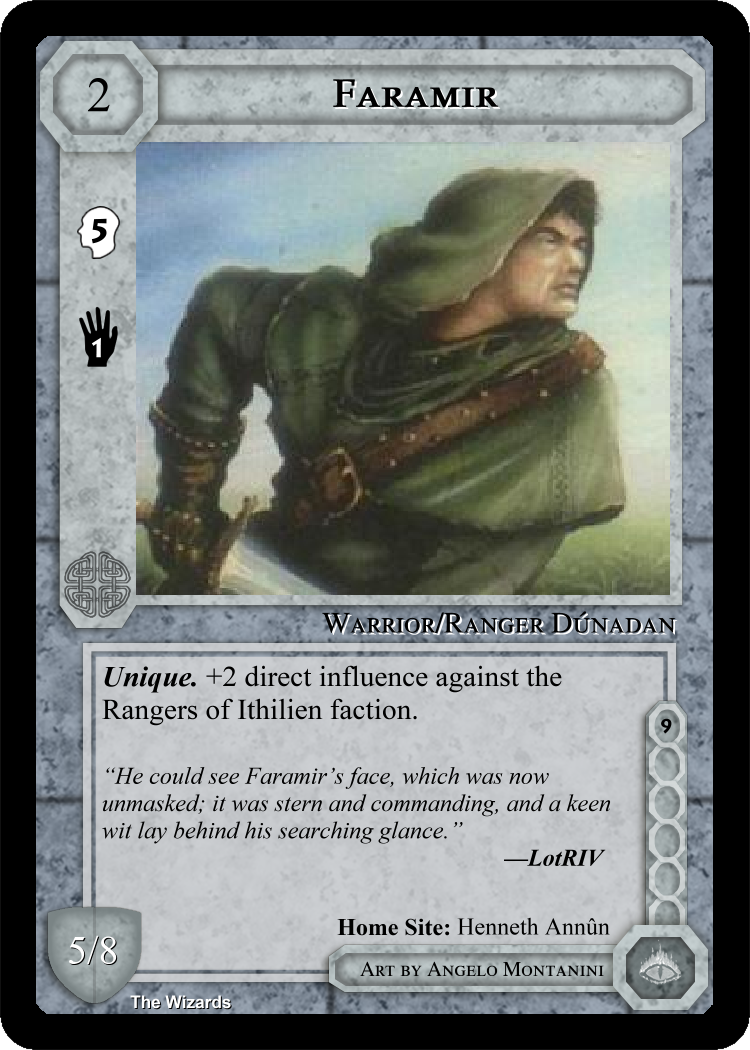 2
FARAMIR
5
1
WARRIOR/RANGER DÚNADAN
Unique. +2 direct influence against the
Rangers of Ithilien faction.
9
“He could see Faramir’s face, which was now
unmasked; it was stern and commanding, and a keen
wit lay behind his searching glance.”
—LotRIV
Home Site: Henneth Annûn
5/8
ART BY ANGELO MONTANINI
The Wizards